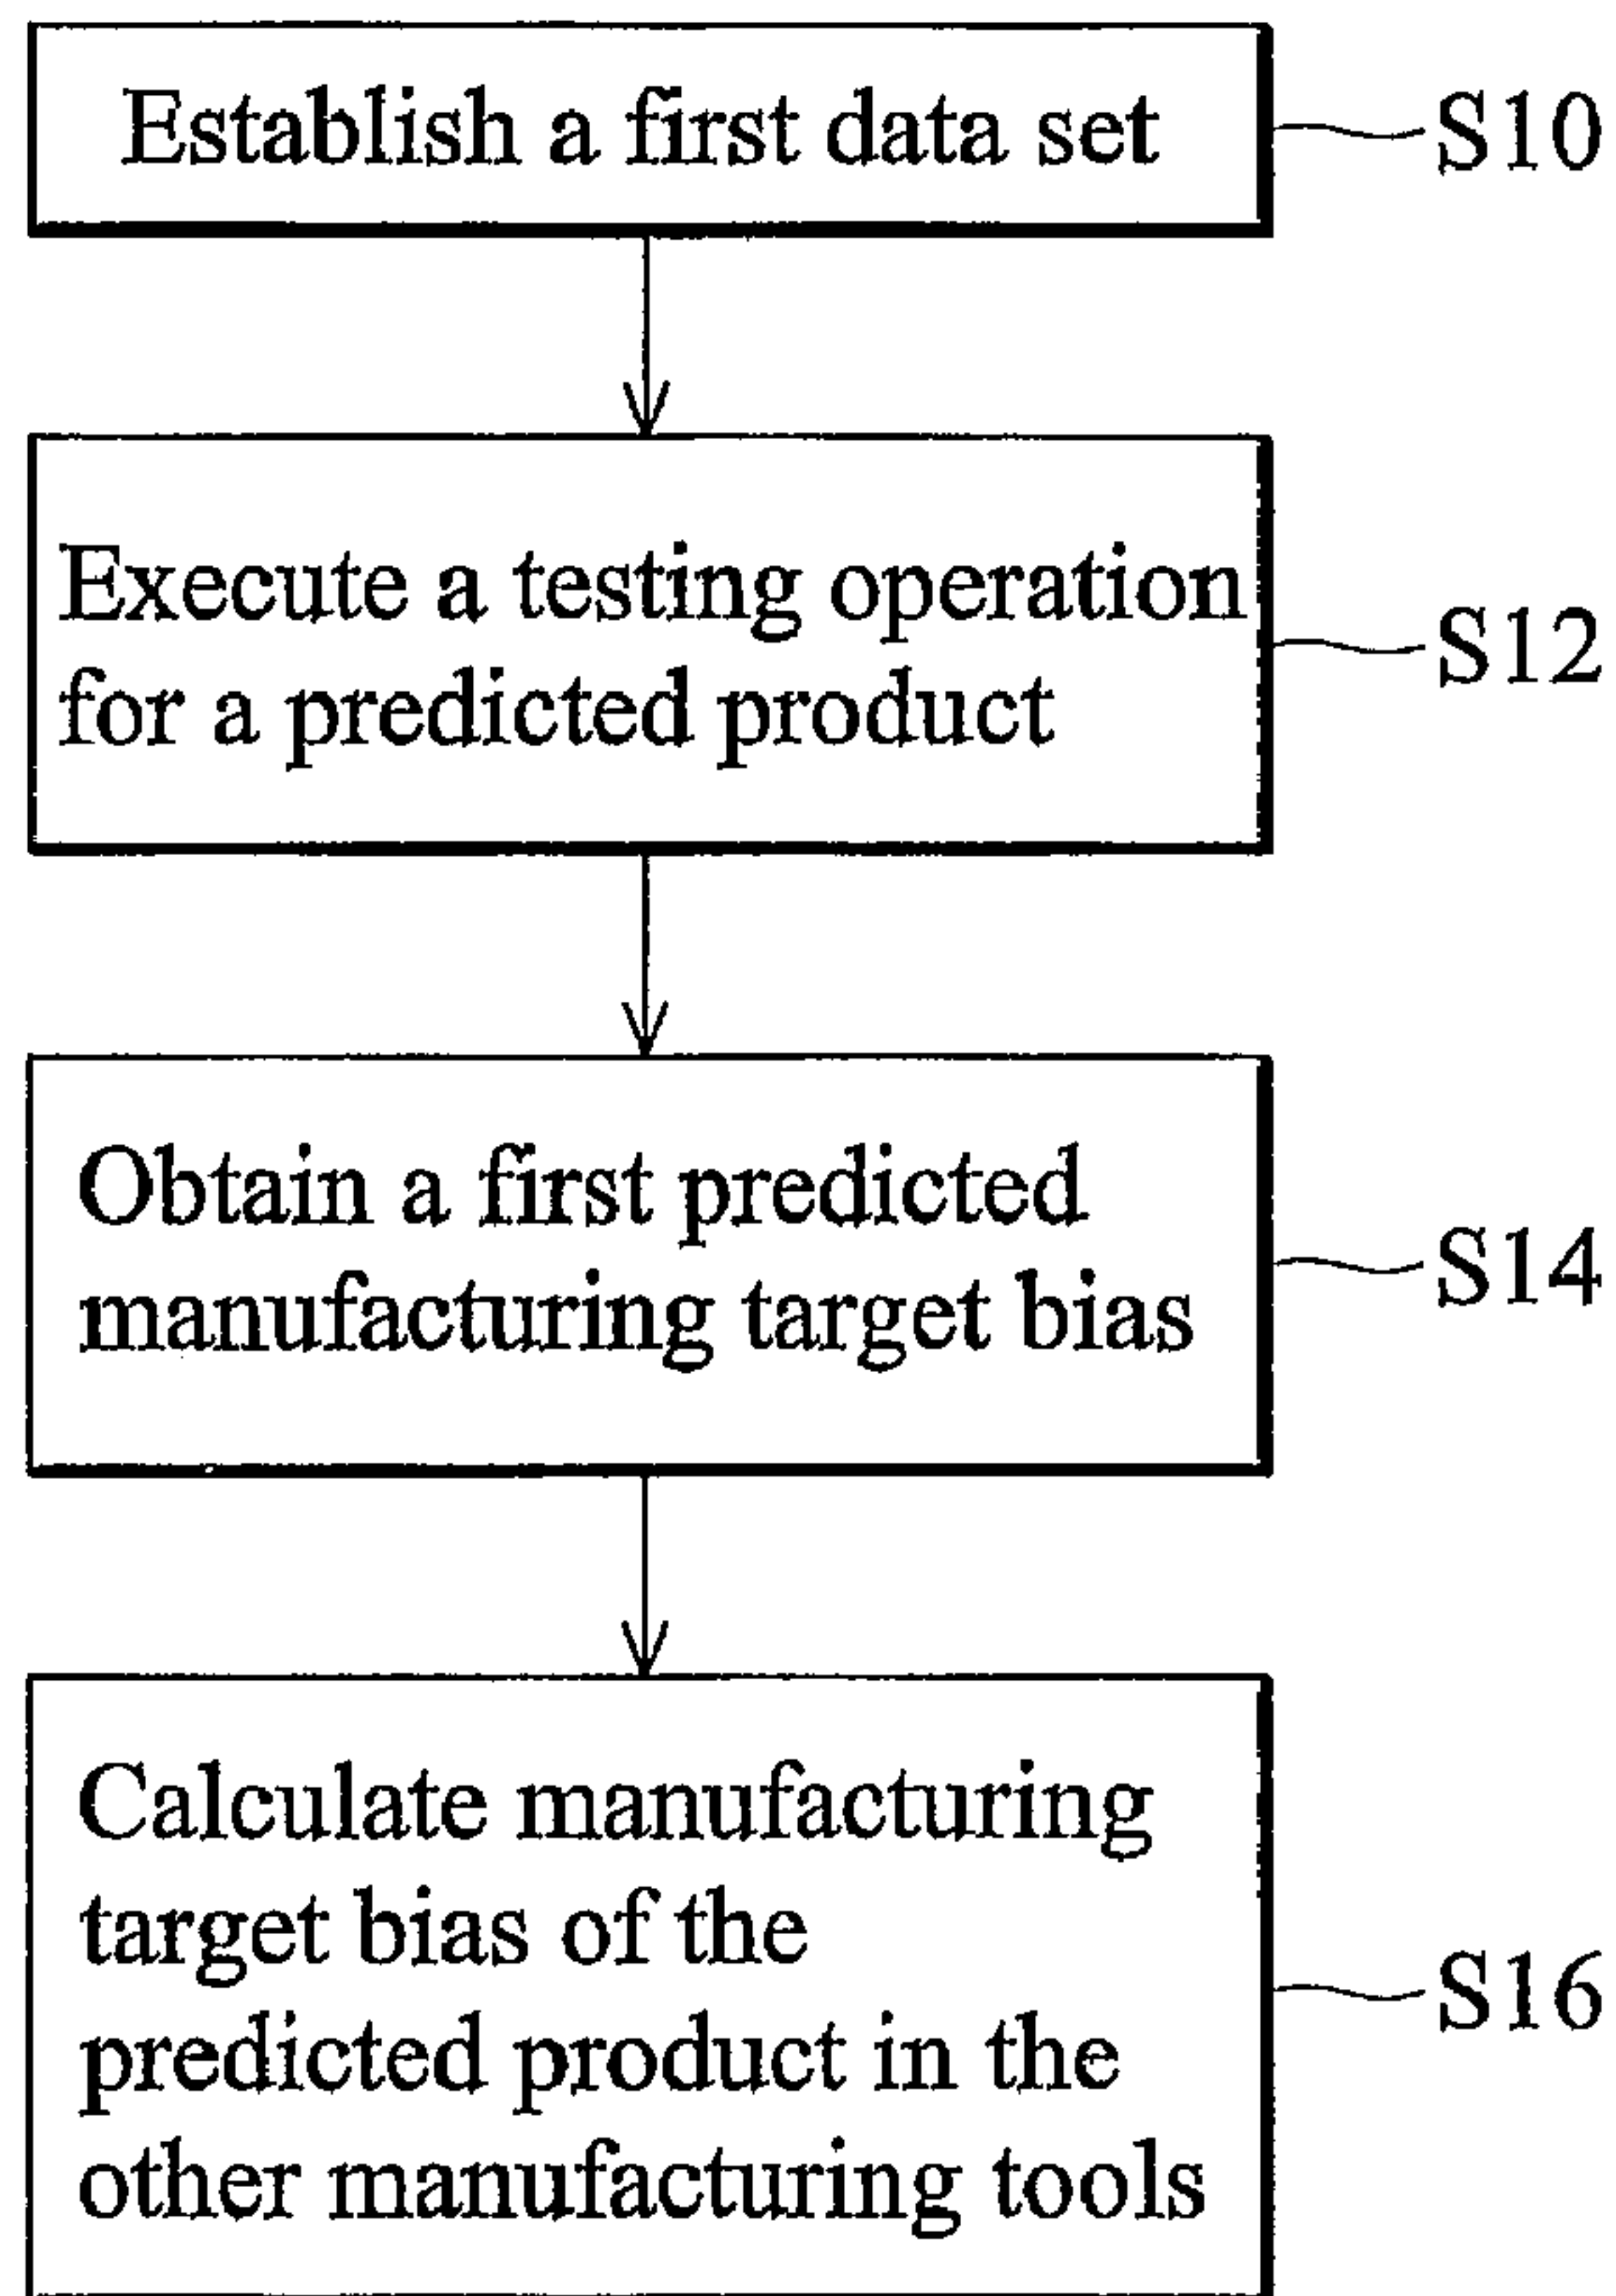 Establish a first data set
S10
Execute a testing operation
for a predicted product
S12
Obtain a first predicted
manufacturing target bias
S14
Calculate manufacturing
target bias of the
predicted product in the
other manufacturing tools
S16